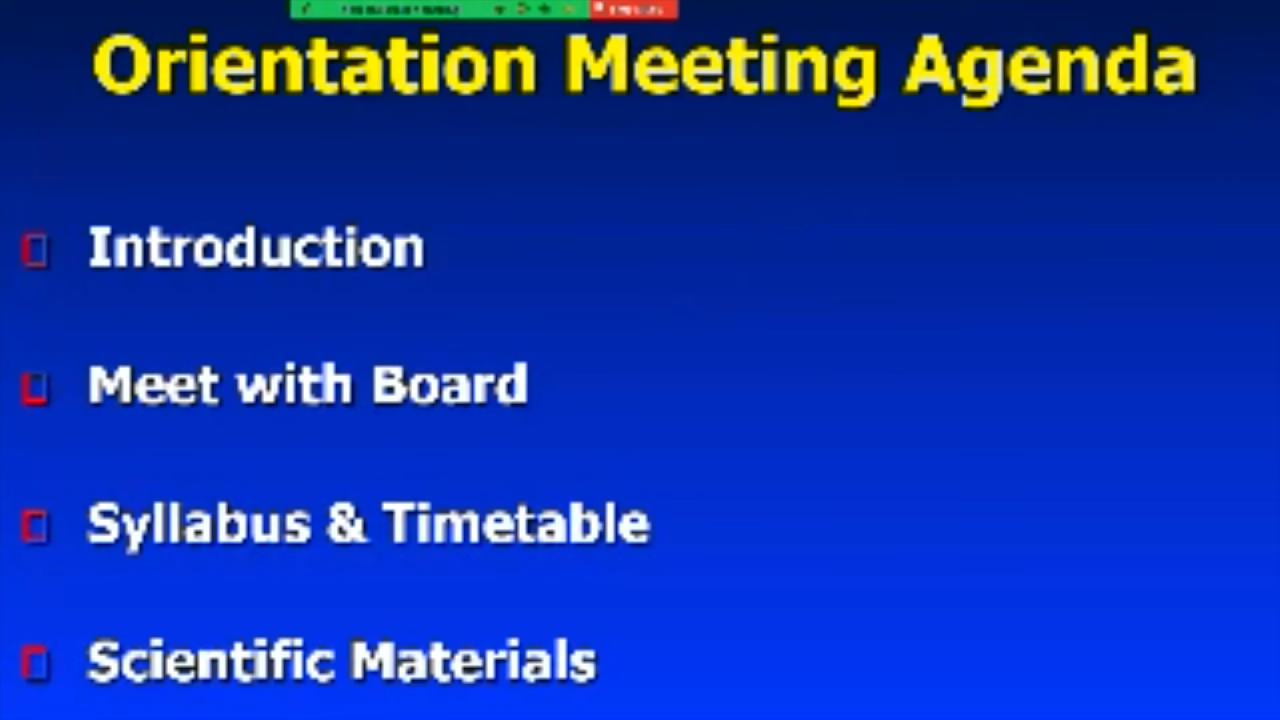 Orientation Meeting Agenda
Introduction
Meet with Board
Syllabus & Timetable
Scientific Materials